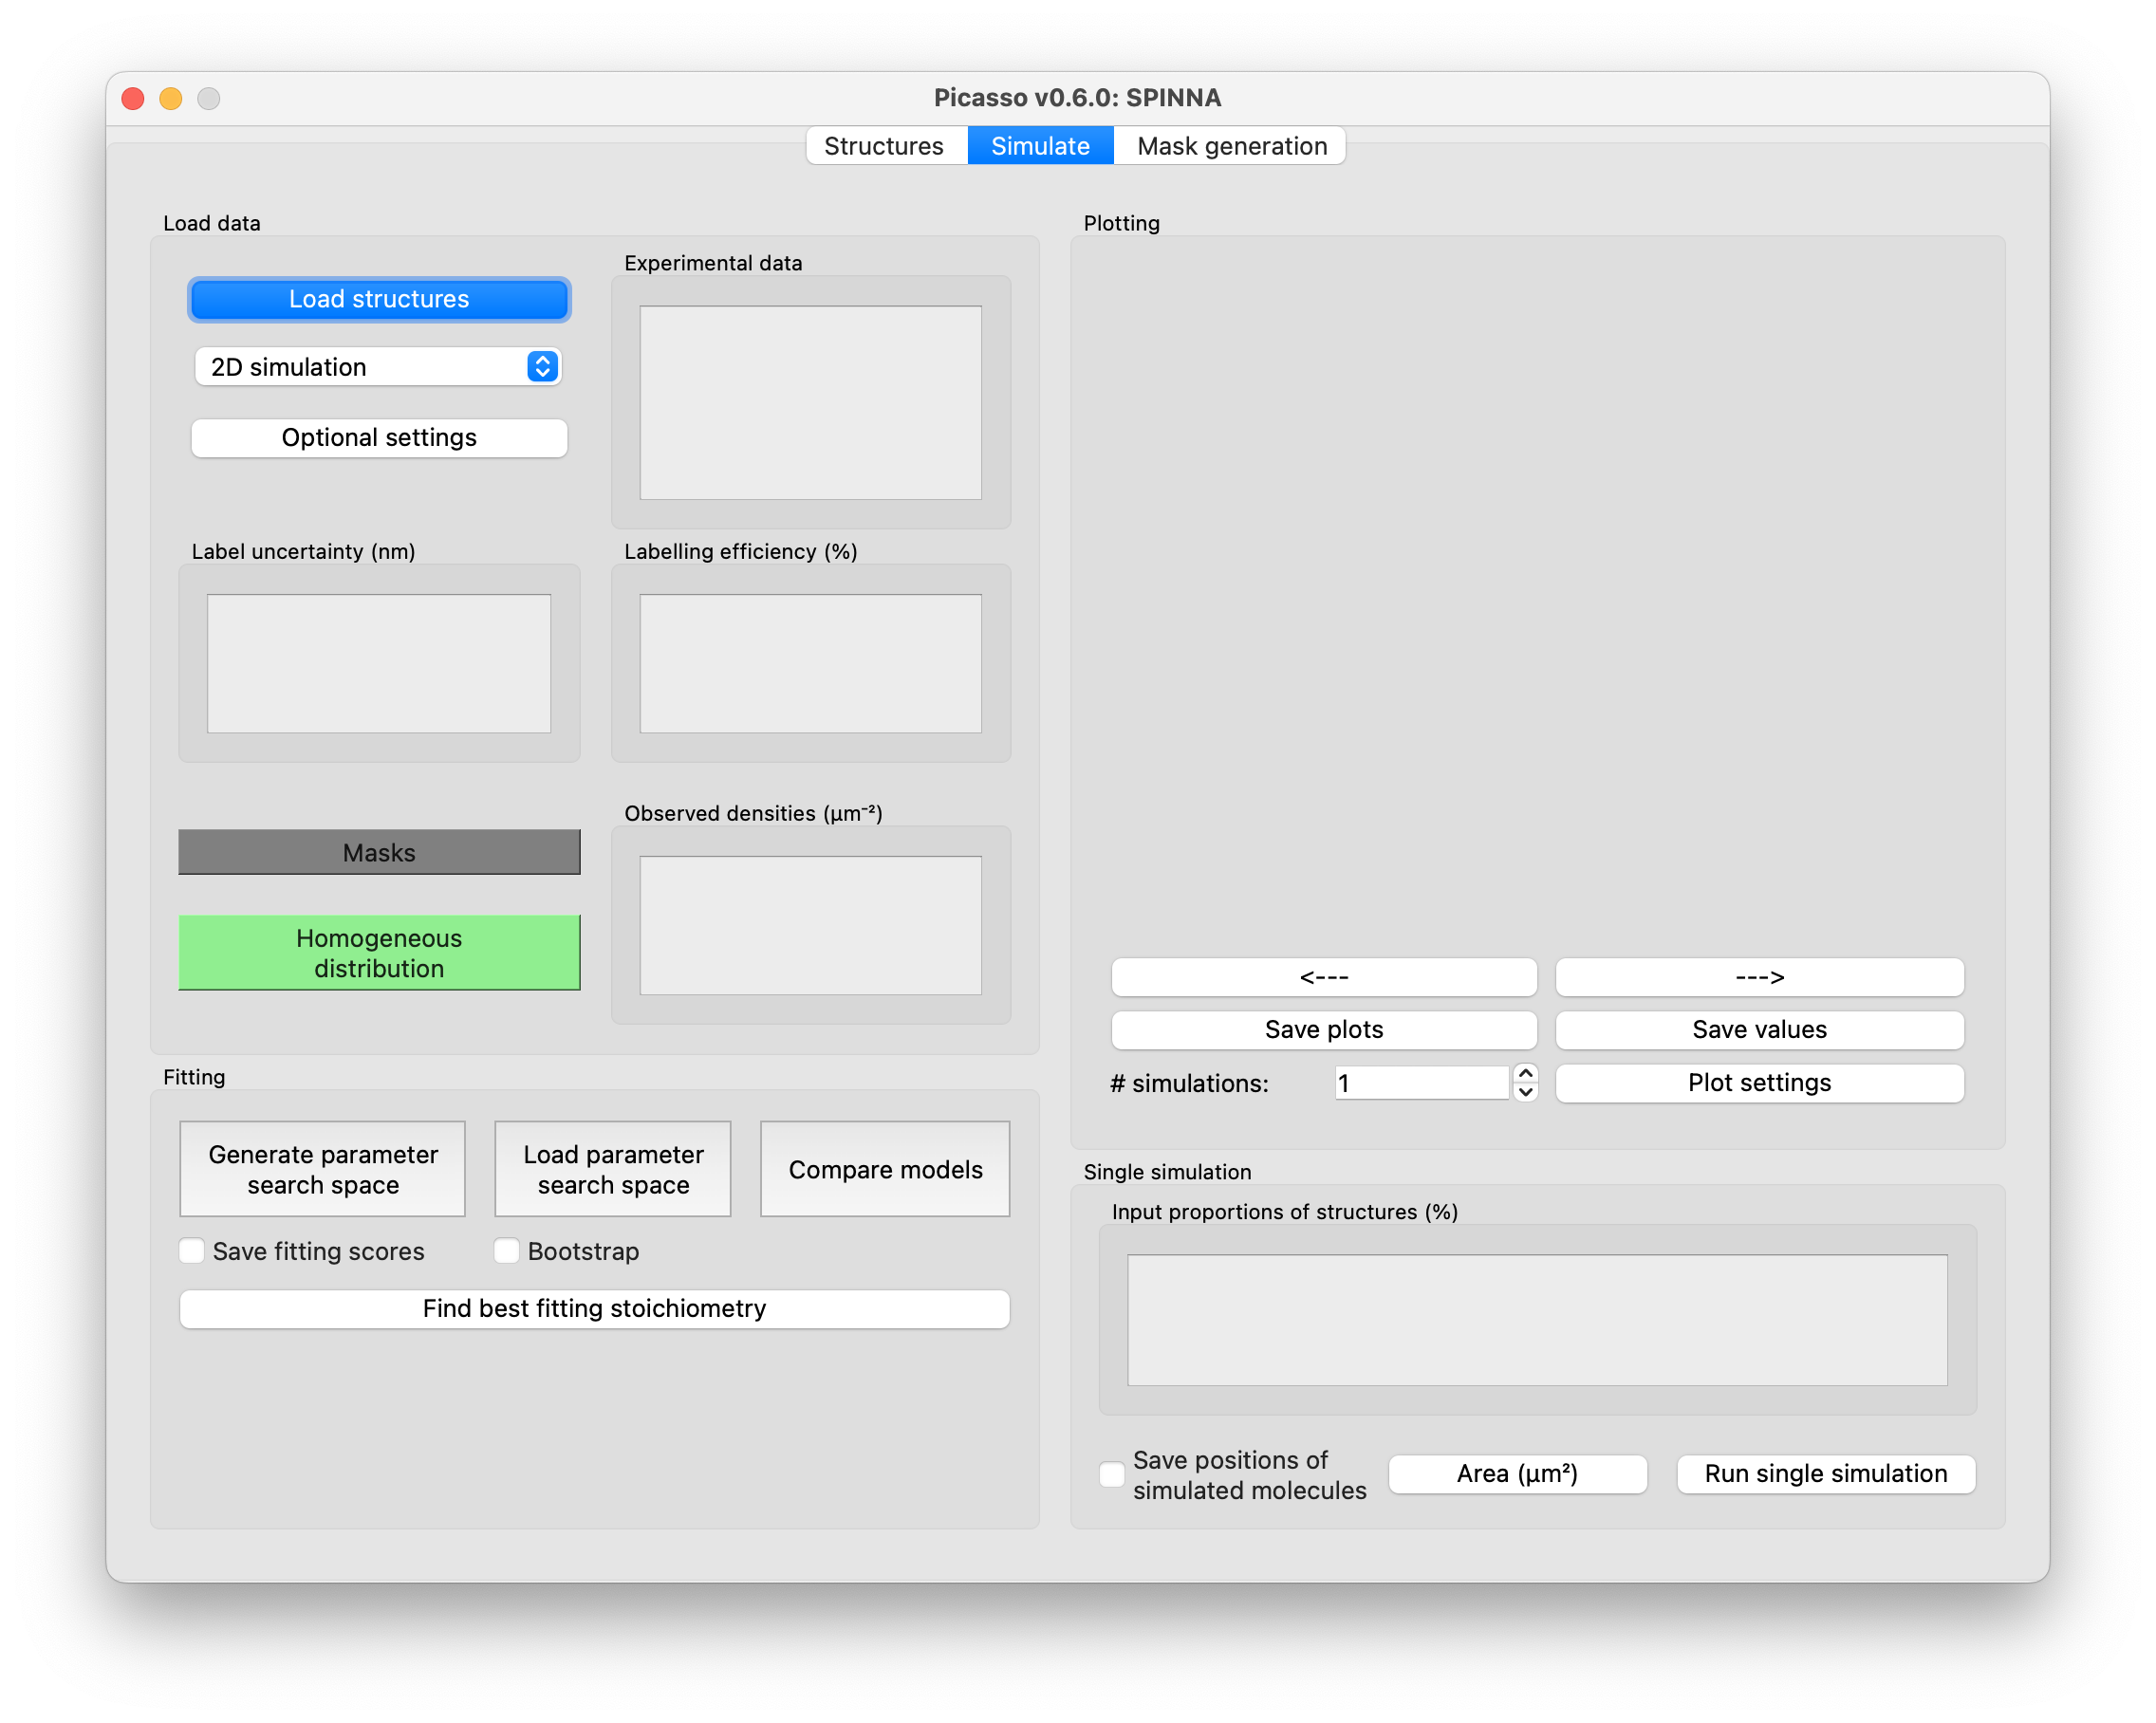 Picasso v0.6.0: SPINNA
Structures
Simulate
Mask generation
Load data
Load structures
2D simulation
Optional settings
Experimental data
Label uncertainty (nm)
Labelling efficiency (%)
Masks
Homogeneous
distribution
Observed densities (μm⁻²)
Fitting
Generate parameter
search space
Load parameter
search space
Compare models
Save fitting scores
Bootstrap
Find best fitting stoichiometry
Plotting
<---
--->
Save plots
Save values
# simulations:
1
Plot settings
Single simulation
Input proportions of structures (%)
Save positions of
simulated molecules
Area (μm²)
Run single simulation